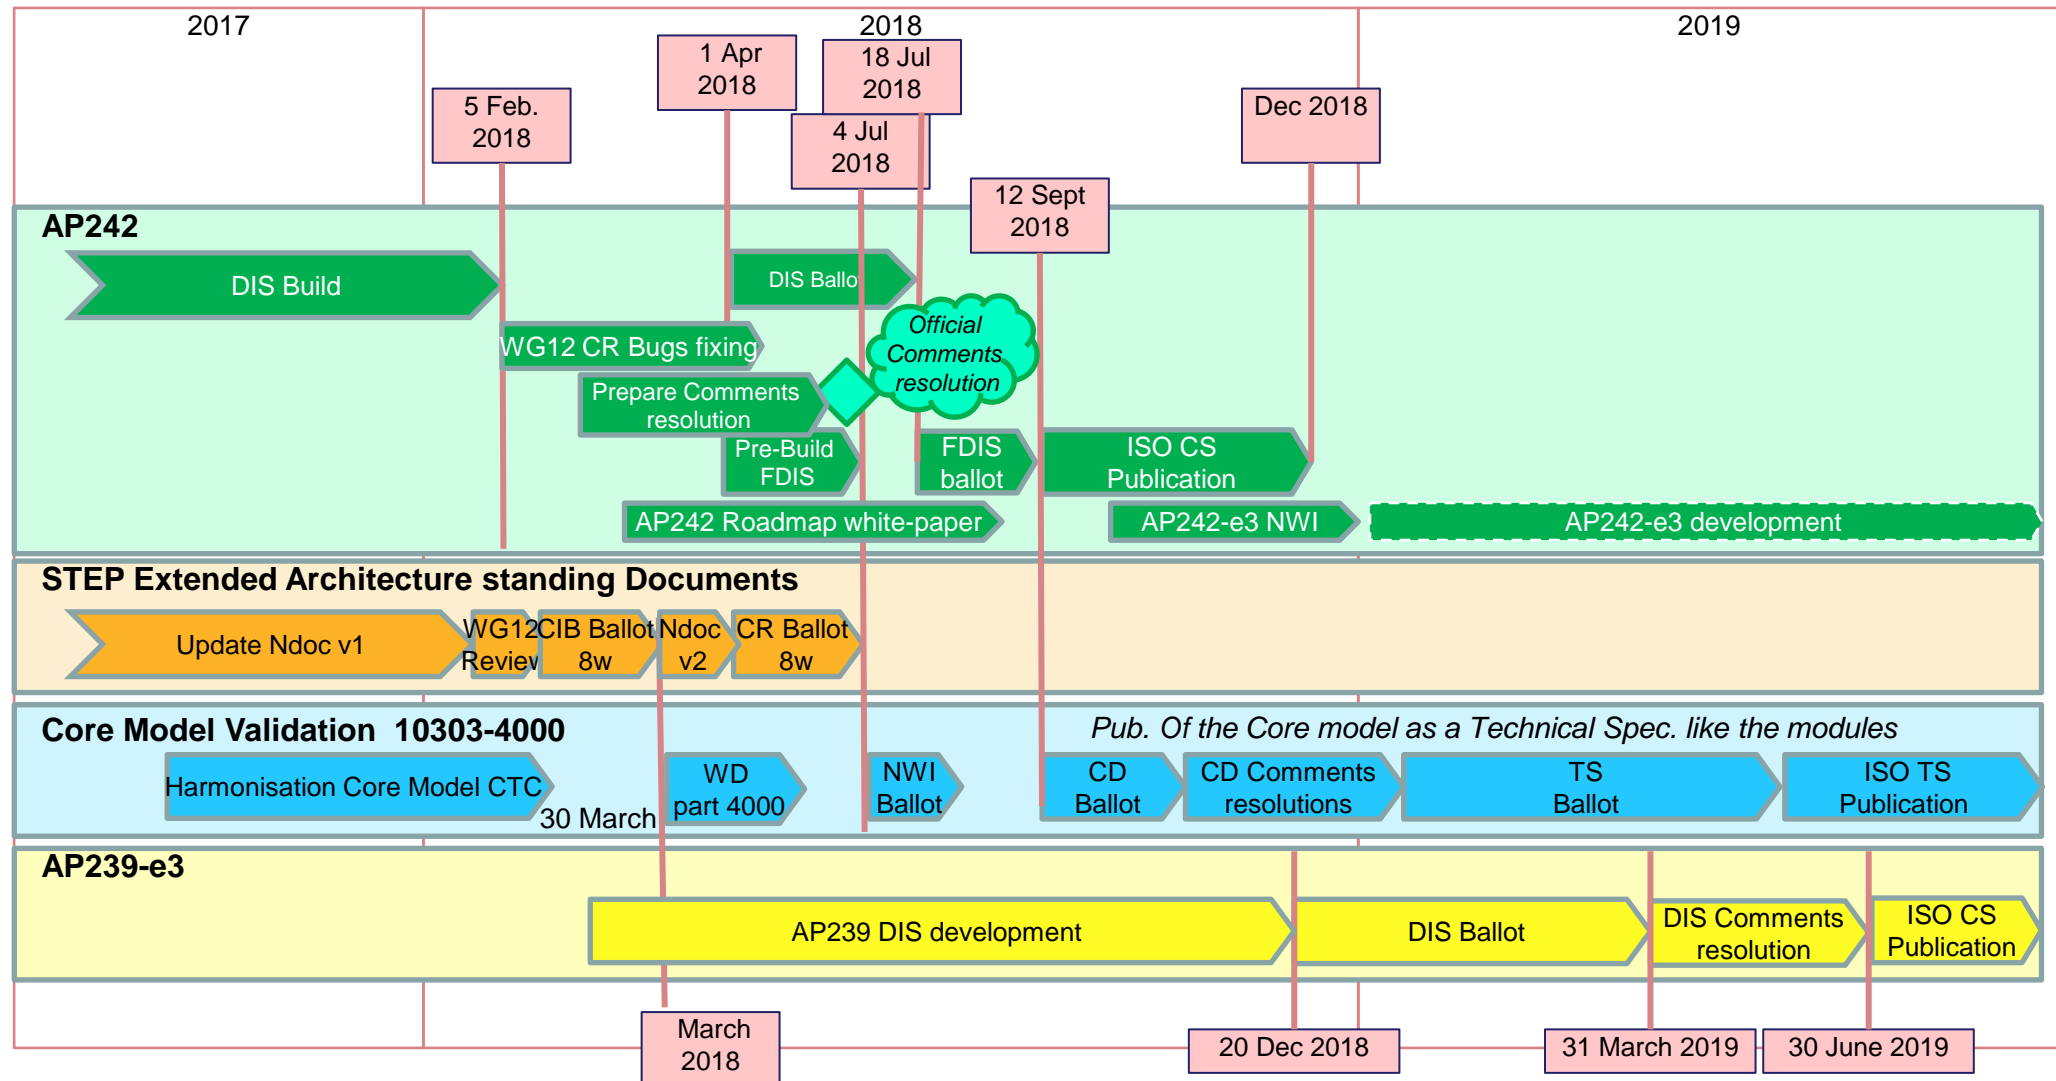 2017
2018
2019
1 Apr
2018
18 Jul
2018
5 Feb.
2018
Dec 2018
4 Jul
2018
12 Sept
2018
AP242
DIS Build
DIS Ballot
WG12 CR Bugs fixing
Official
Comments
resolution
Prepare Comments
resolution
Pre-Build
FDIS
FDIS
ballot
ISO CS
Publication
AP242 Roadmap white-paper
AP242-e3 NWI
AP242-e3 development
STEP Extended Architecture standing Documents
Update Ndoc v1
WG12
Review
CIB Ballot
8w
Ndoc
v2
CR Ballot
8w
Core Model Validation 10303-4000
Pub. Of the Core model as a Technical Spec. like the modules
Harmonisation Core Model CTC
30 March
WD
part 4000
NWI
Ballot
CD
Ballot
CD Comments
resolutions
TS
Ballot
ISO TS
Publication
AP239-e3
AP239 DIS development
DIS Ballot
DIS Comments
resolution
ISO CS
Publication
March
2018
20 Dec 2018
31 March 2019
30 June 2019